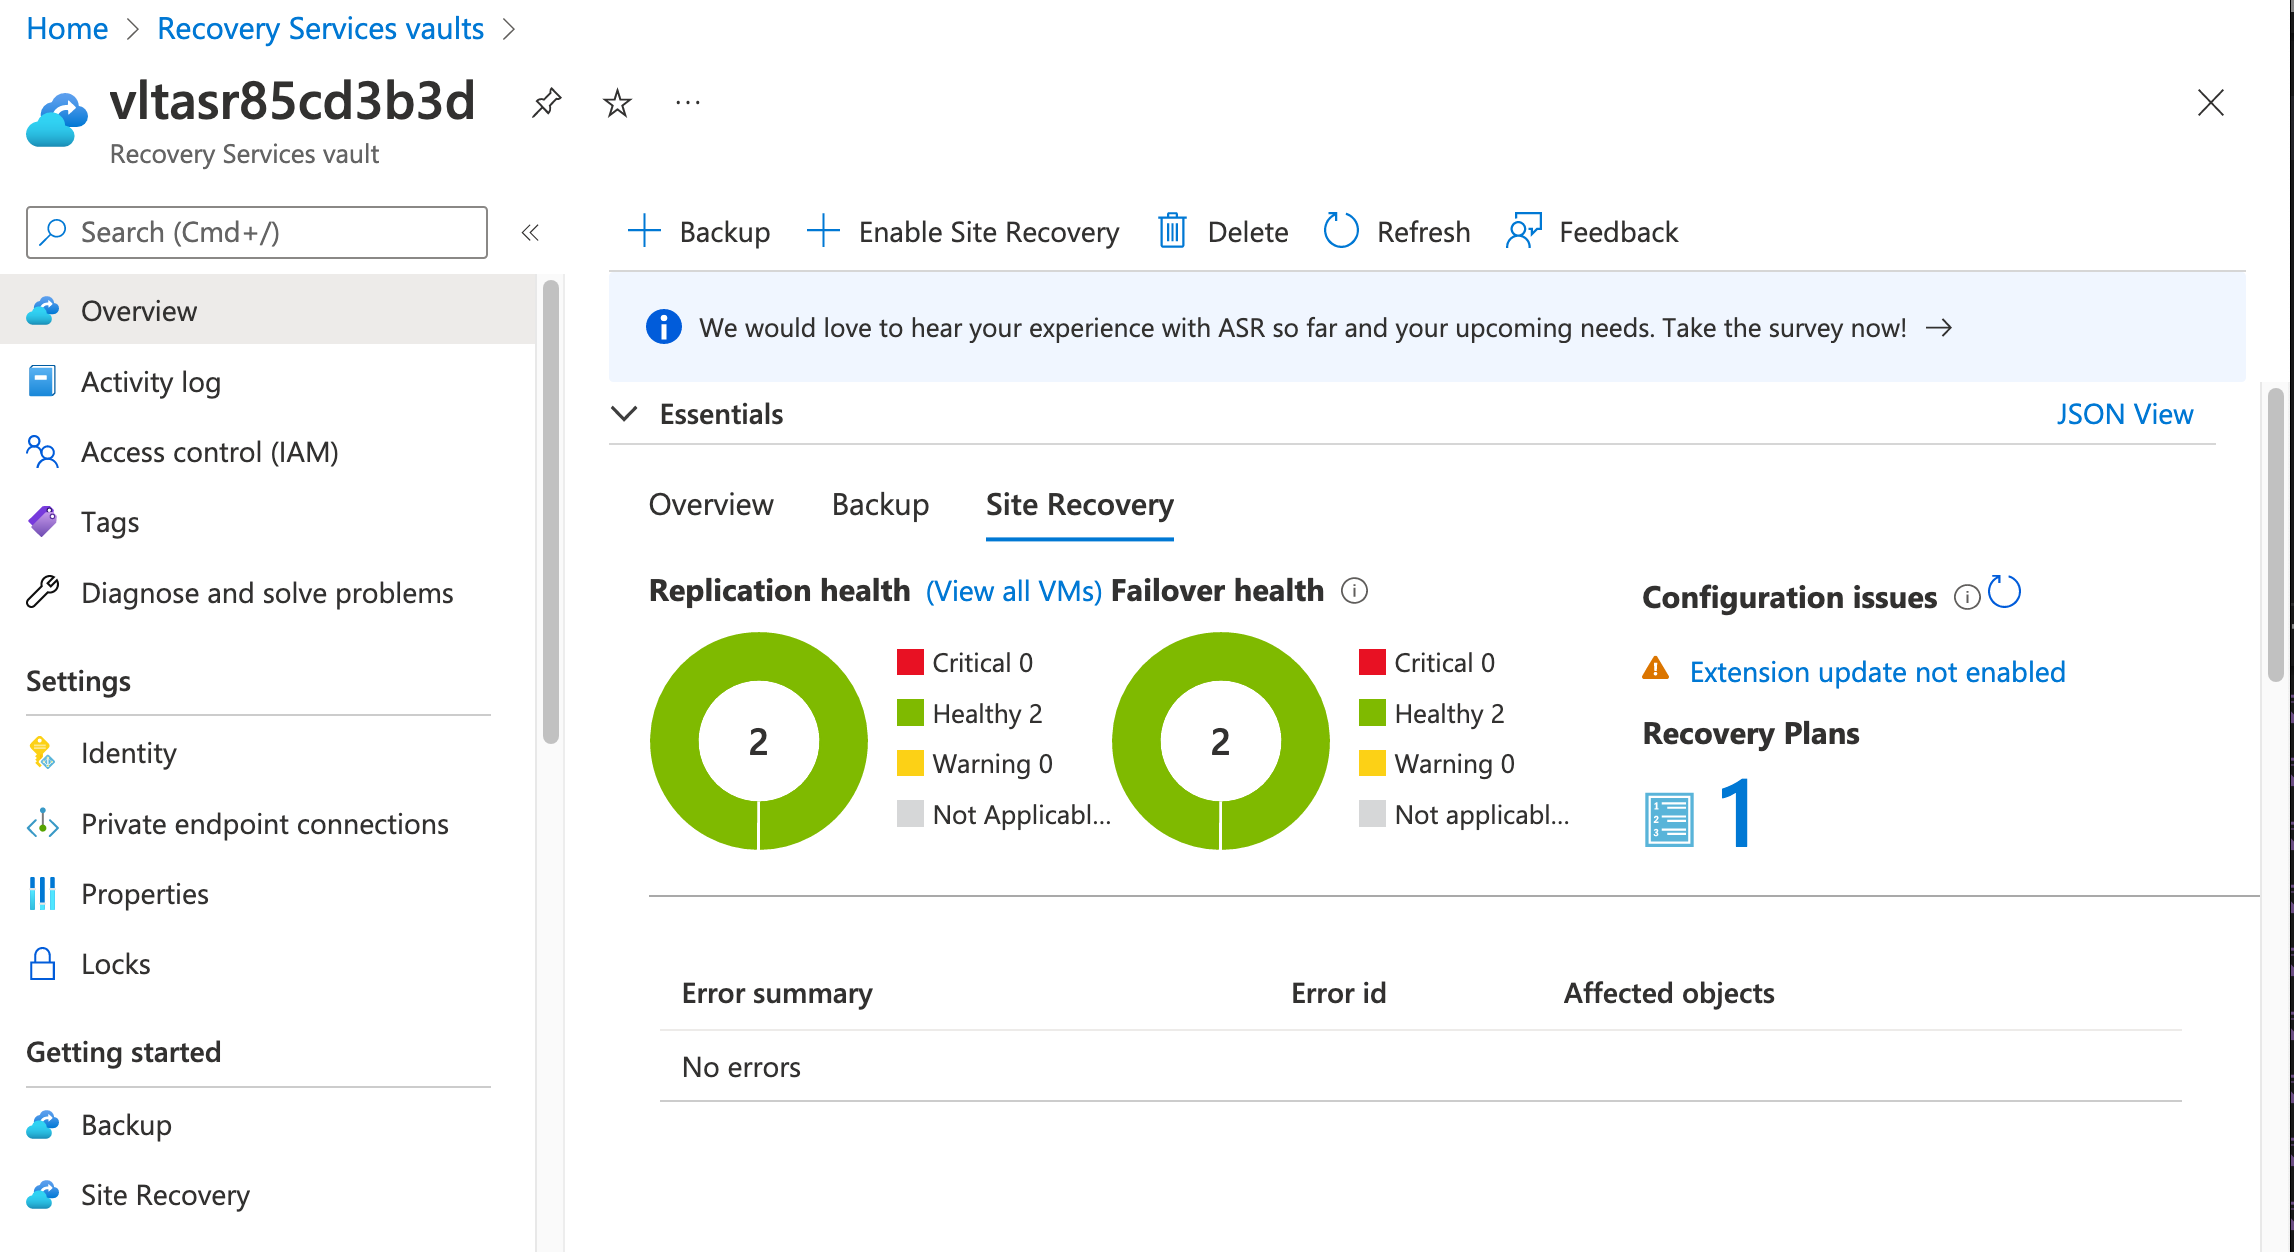 Home > Recovery Services vaults >
vltasr85cd3b3d ...
Recovery Services vault
Search (Cmd+/) «
Overview
Activity log
Access control (IAM)
Tags
Diagnose and solve problems
Settings
Identity
Private endpoint connections
Properties
Locks
Getting started
Backup
Site Recovery
Backup Enable Site Recovery Delete Refresh Feedback
We would love to hear your experience with ASR so far and your upcoming needs. Take the survey now! →
Essentials JSON View
Overview Backup Site Recovery
Replication health (View all VMs)
2
Critical 0
Healthy 2
Warning 0
Not Applicabl...
Failover health
2
Critical 0
Healthy 2
Warning 0
Not applicabl...
Configuration issues
Extension update not enabled
Recovery Plans
1
Error summary Error id Affected objects
No errors